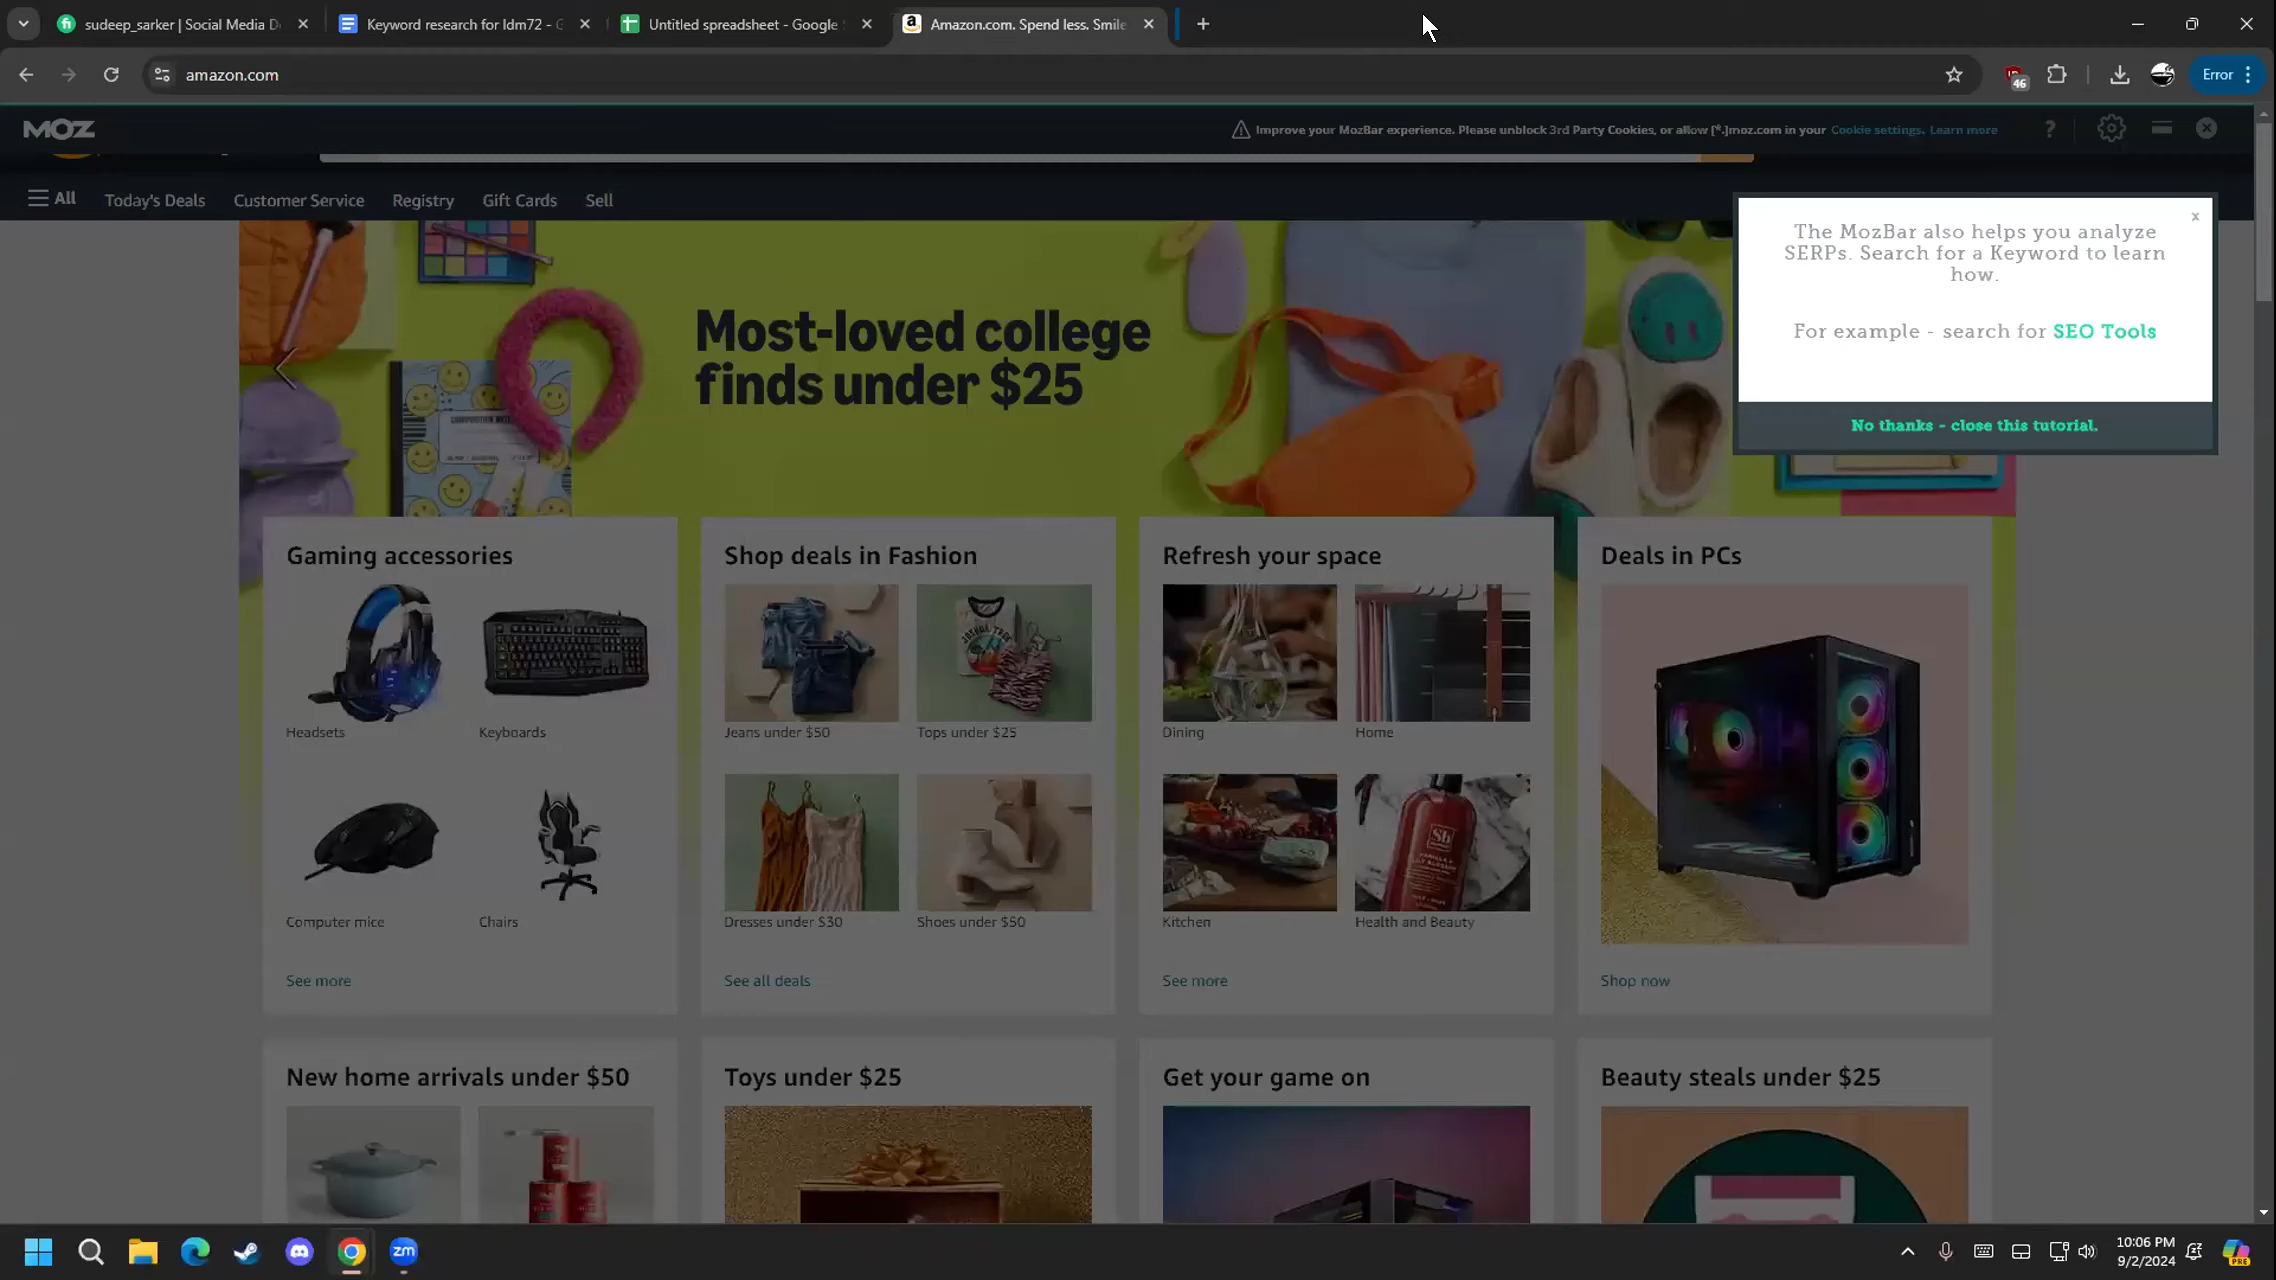 sudeep_sarker | Social Media D
Keyword research for ldm72 - G
Untitled spreadsheet - Google S
Amazon.com. Spend less. Smile
amazon.com
46
Error
MOZ
Improve your MozBar experience. Please unblock 3rd Party Cookies, or allow [*.]moz.com in your Cookie settings. Learn more
?
All
Today's Deals
Customer Service
Registry
Gift Cards
Sell
x
The MozBar also helps you analyze
SERPs. Search for a Keyword to learn
how.
For example - search for SEO Tools
No thanks - close this tutorial.
Most-loved college
finds under $25
Gaming accessories
Headsets
Keyboards
Computer mice
Chairs
See more
Shop deals in Fashion
Jeans under $50
Tops under $25
Dresses under $30
Shoes under $50
See all deals
Refresh your space
Dining
Home
Kitchen
Health and Beauty
See more
Deals in PCs
Shop now
New home arrivals under $50
Toys under $25
Get your game on
Beauty steals under $25
zm
10:06 PM
9/2/2024
PRE